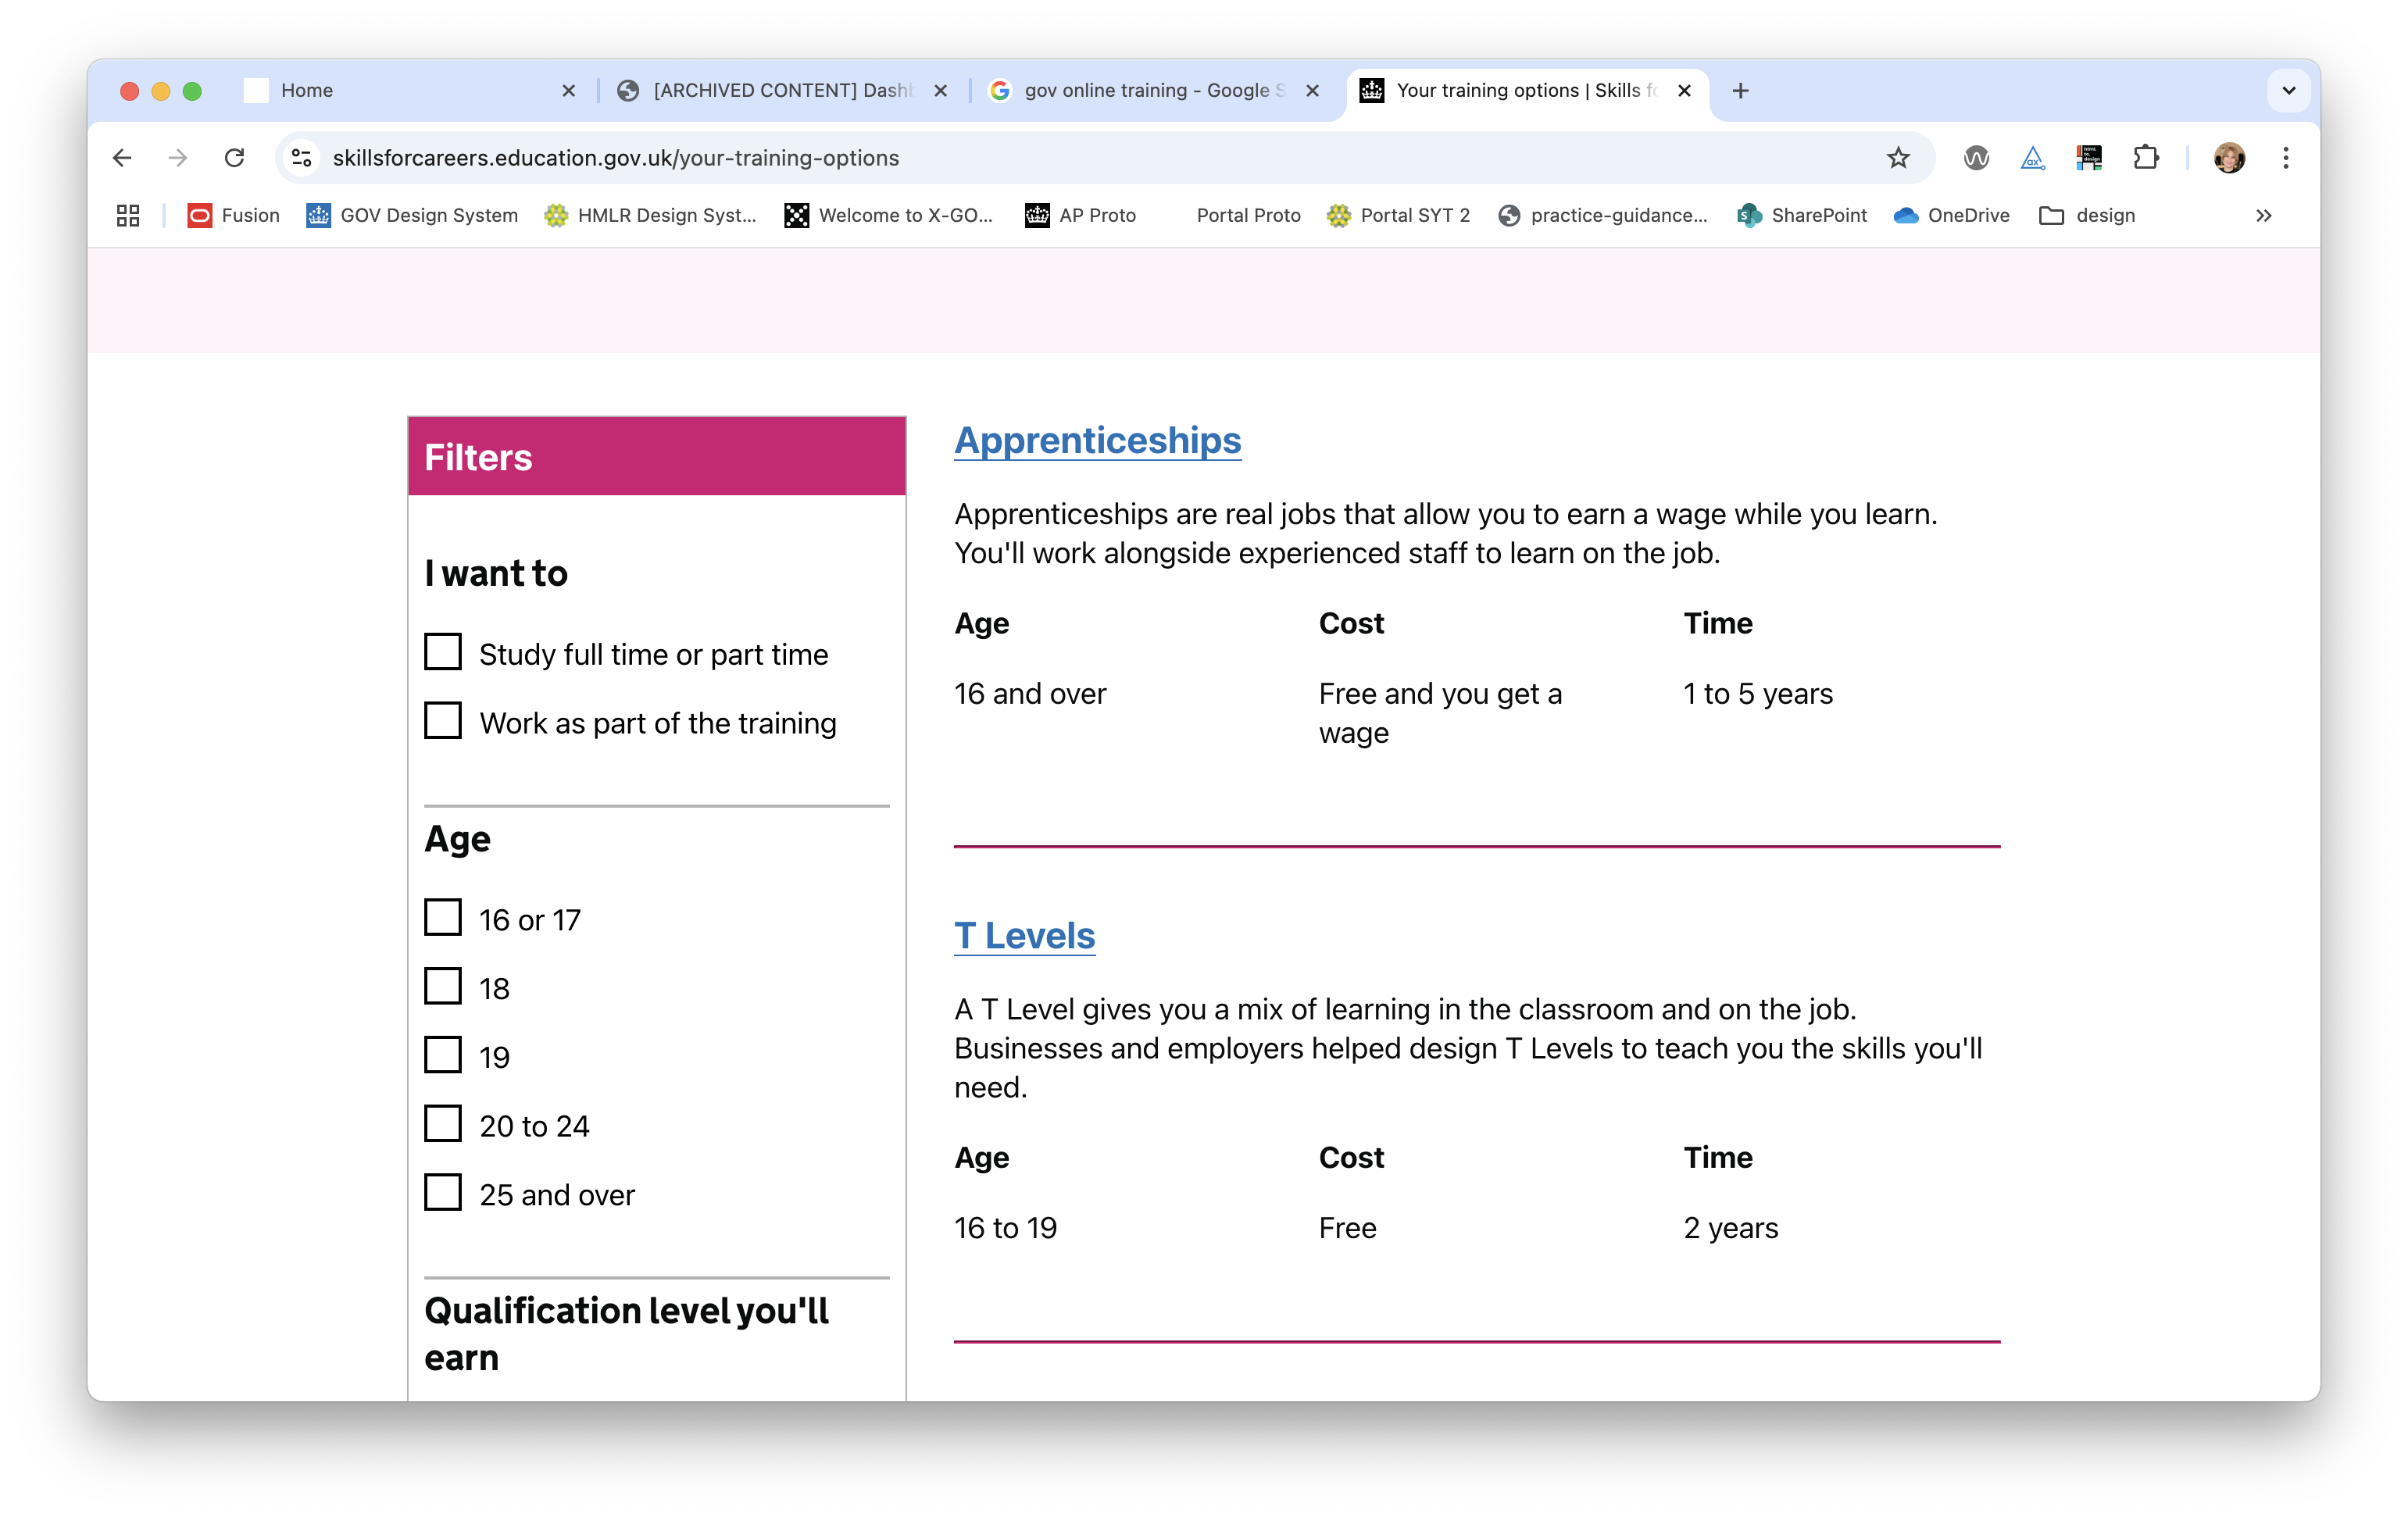 Home
[ARCHIVED CONTENT] Dash
gov online training - Google S
Your training options | Skills fo
skillsforcareers.education.gov.uk/your-training-options
Fusion
GOV Design System
HMLR Design Syst...
Welcome to X-GO...
AP Proto
Portal Proto
Portal SYT 2
practice-guidance...
SharePoint
OneDrive
design
Filters
I want to
Study full time or part time
Work as part of the training
Age
16 or 17
18
19
20 to 24
25 and over
Qualification level you'll
earn
Apprenticeships
Apprenticeships are real jobs that allow you to earn a wage while you learn.
You'll work alongside experienced staff to learn on the job.
Age Cost Time
16 and over Free and you get a 1 to 5 years
wage
T Levels
A T Level gives you a mix of learning in the classroom and on the job.
Businesses and employers helped design T Levels to teach you the skills you'll
need.
Age Cost Time
16 to 19 Free 2 years